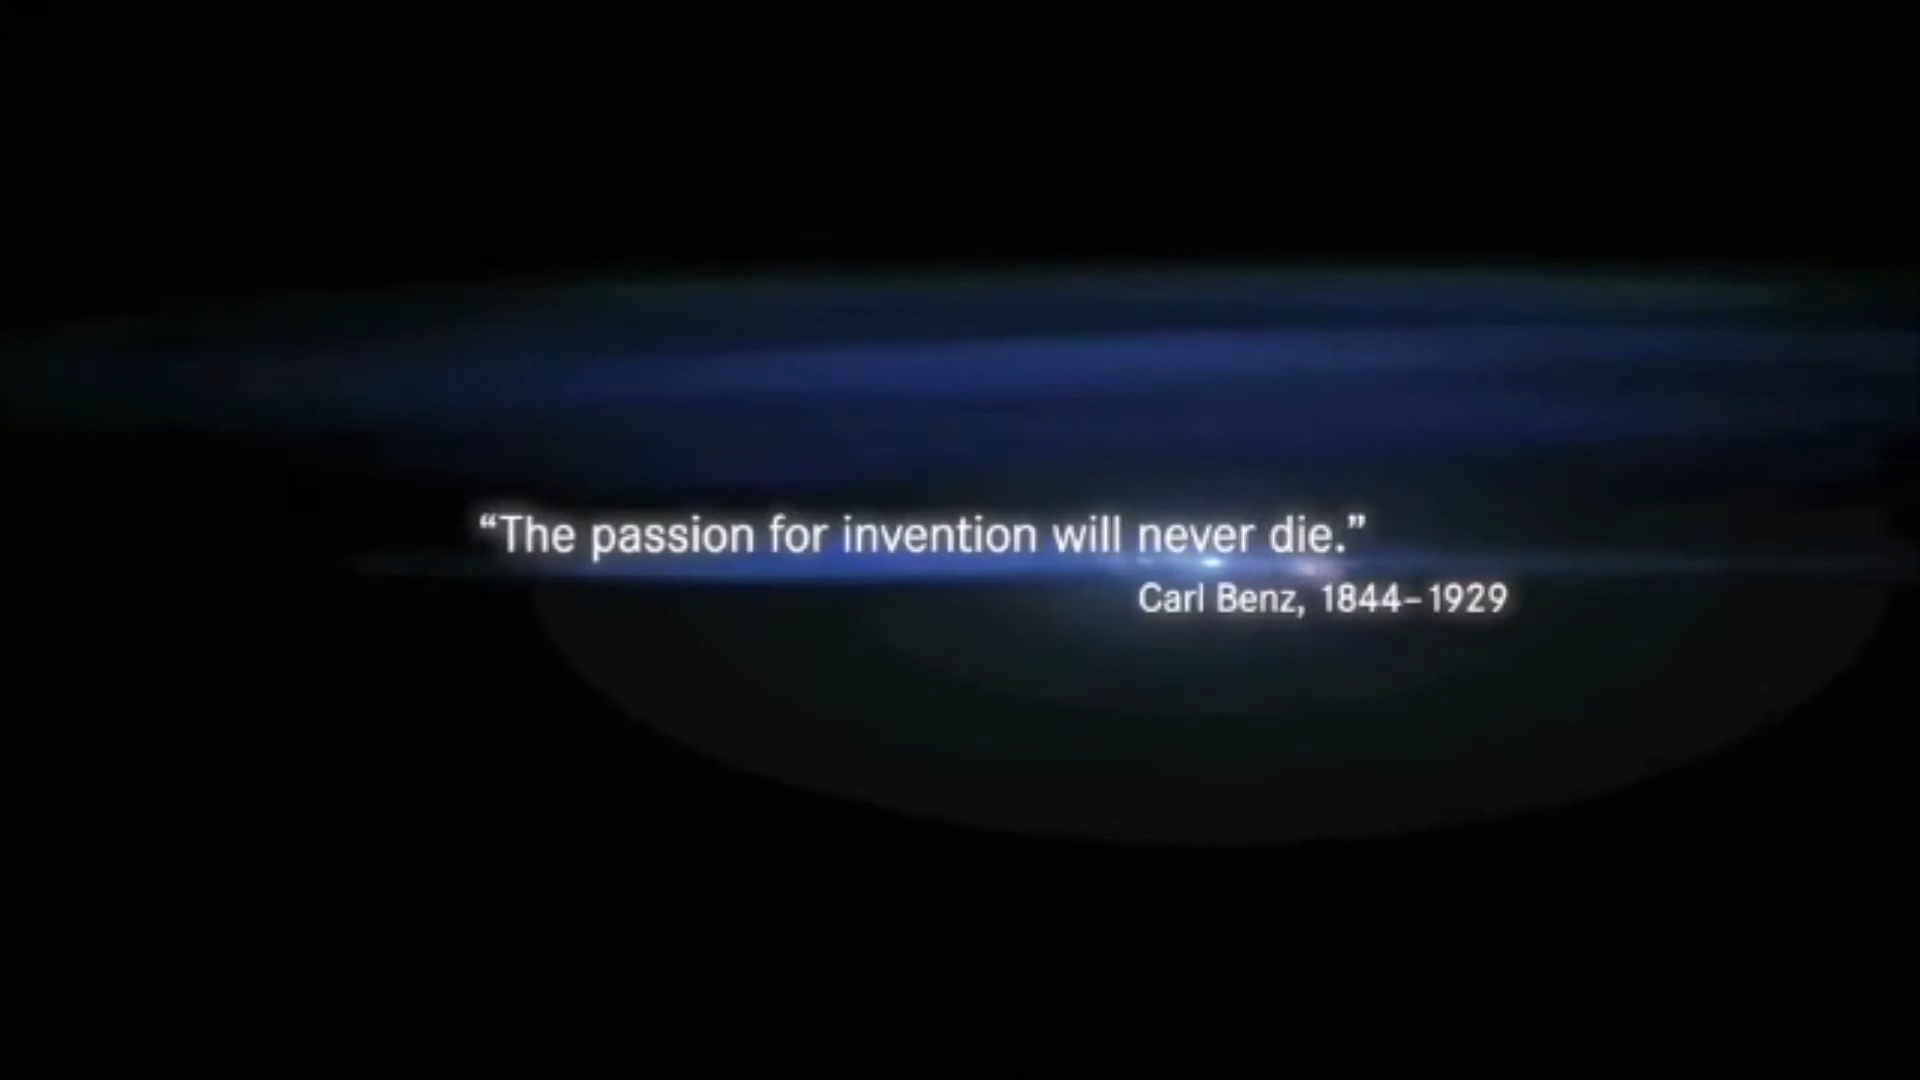 “The passion for invention will never die.”
Carl Benz, 1844–1929